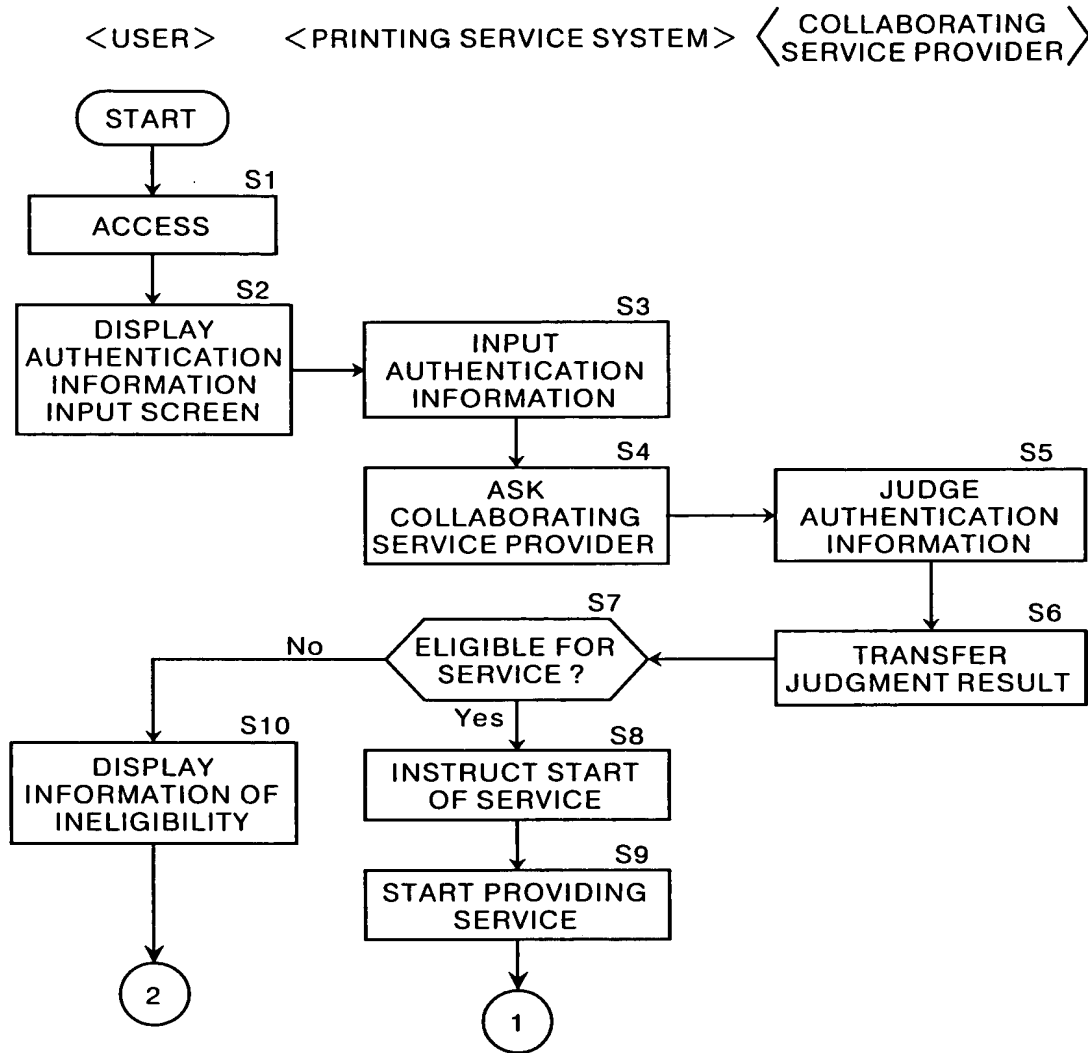 <USER>
<PRINTING SERVICE SYSTEM>
<COLLABORATING
SERVICE PROVIDER>
START
S1
ACCESS
S2
DISPLAY
AUTHENTICATION
INFORMATION
INPUT SCREEN
S3
INPUT
AUTHENTICATION
INFORMATION
S4
ASK
COLLABORATING
SERVICE PROVIDER
S5
JUDGE
AUTHENTICATION
INFORMATION
S6
TRANSFER
JUDGMENT RESULT
S7
ELIGIBLE FOR
SERVICE ?
No
Yes
S8
INSTRUCT START
OF SERVICE
S9
START PROVIDING
SERVICE
S10
DISPLAY
INFORMATION OF
INELIGIBILITY
2
1